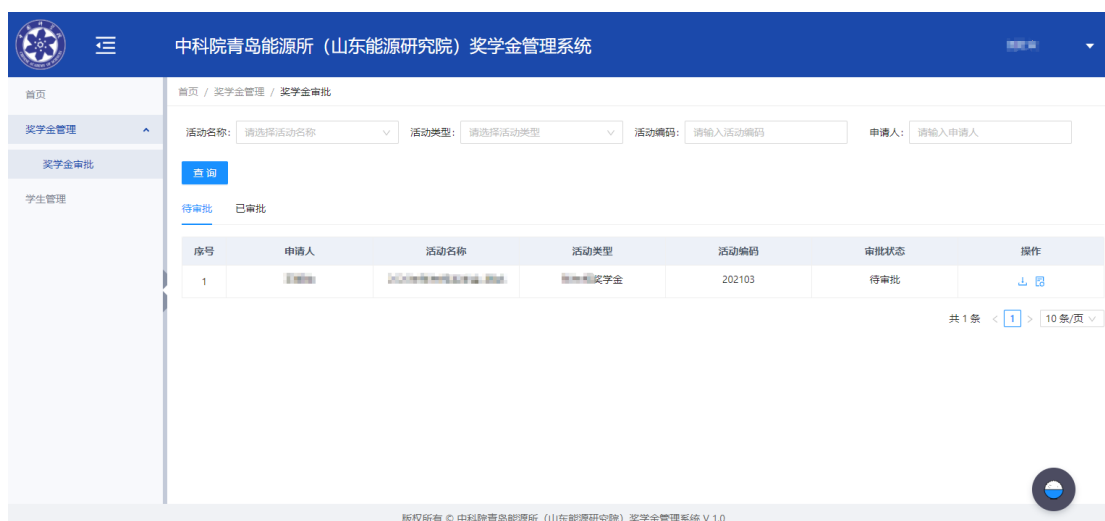 中科院青岛能源所（山东能源研究院）奖学金管理系统
首页
奖学金管理
奖学金审批
学生管理
首页 / 奖学金管理 / 奖学金审批
活动名称： 请选择活动名称 活动类型： 请选择活动类型 活动编码： 请输入活动编码 申请人： 请输入申请人
查 询
待审批 已审批
序号 申请人 活动名称 活动类型 活动编码 审批状态 操作
1 奖学金 202103 待审批
共 1 条 < 1 > 10 条/页
版权所有 © 中科院青岛能源所（山东能源研究院）奖学金管理系统 V 1.0